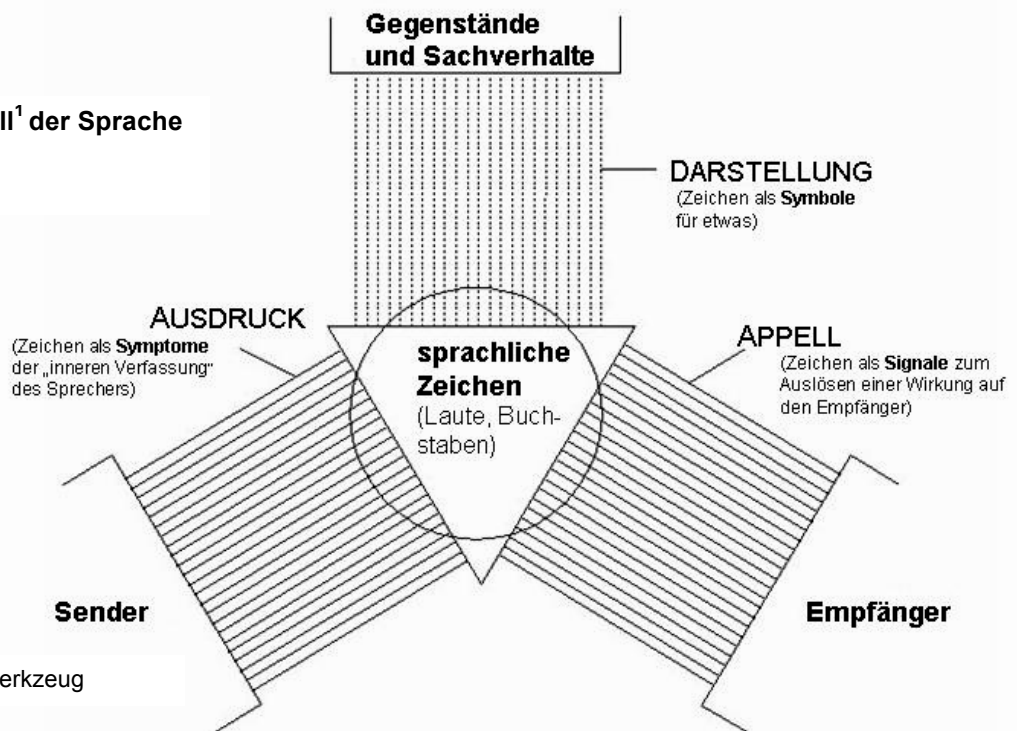 Gegenstände
und Sachverhalte
ll¹ der Sprache
DARSTELLUNG
(Zeichen als Symbole
für etwas)
AUSDRUCK
(Zeichen als Symptome
der „inneren Verfassung"
des Sprechers)
sprachliche
Zeichen
(Laute, Buch-
staben)
APPELL
(Zeichen als Signale zum
Auslösen einer Wirkung auf
den Empfänger)
Sender
Empfänger
erkzeug